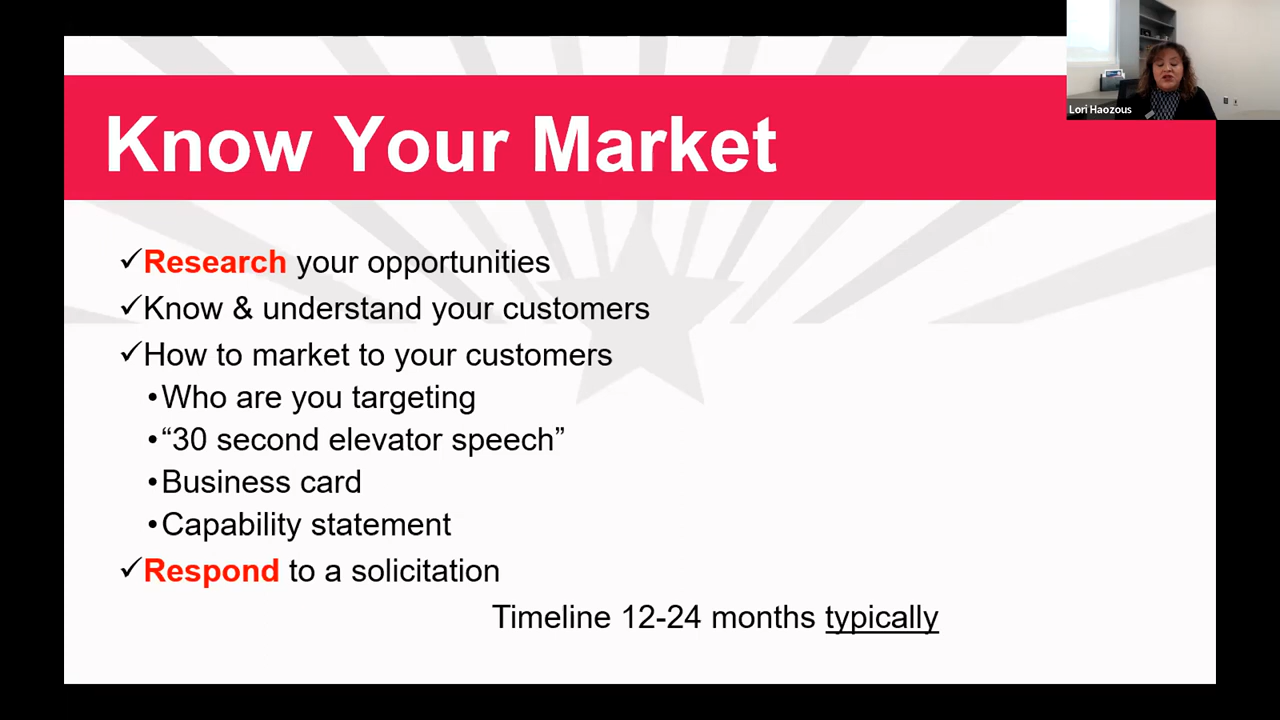 Lori Haozous
Know Your Market
✓Research your opportunities
✓Know & understand your customers
✓How to market to your customers
•Who are you targeting
•“30 second elevator speech”
•Business card
•Capability statement
✓Respond to a solicitation
Timeline 12-24 months typically